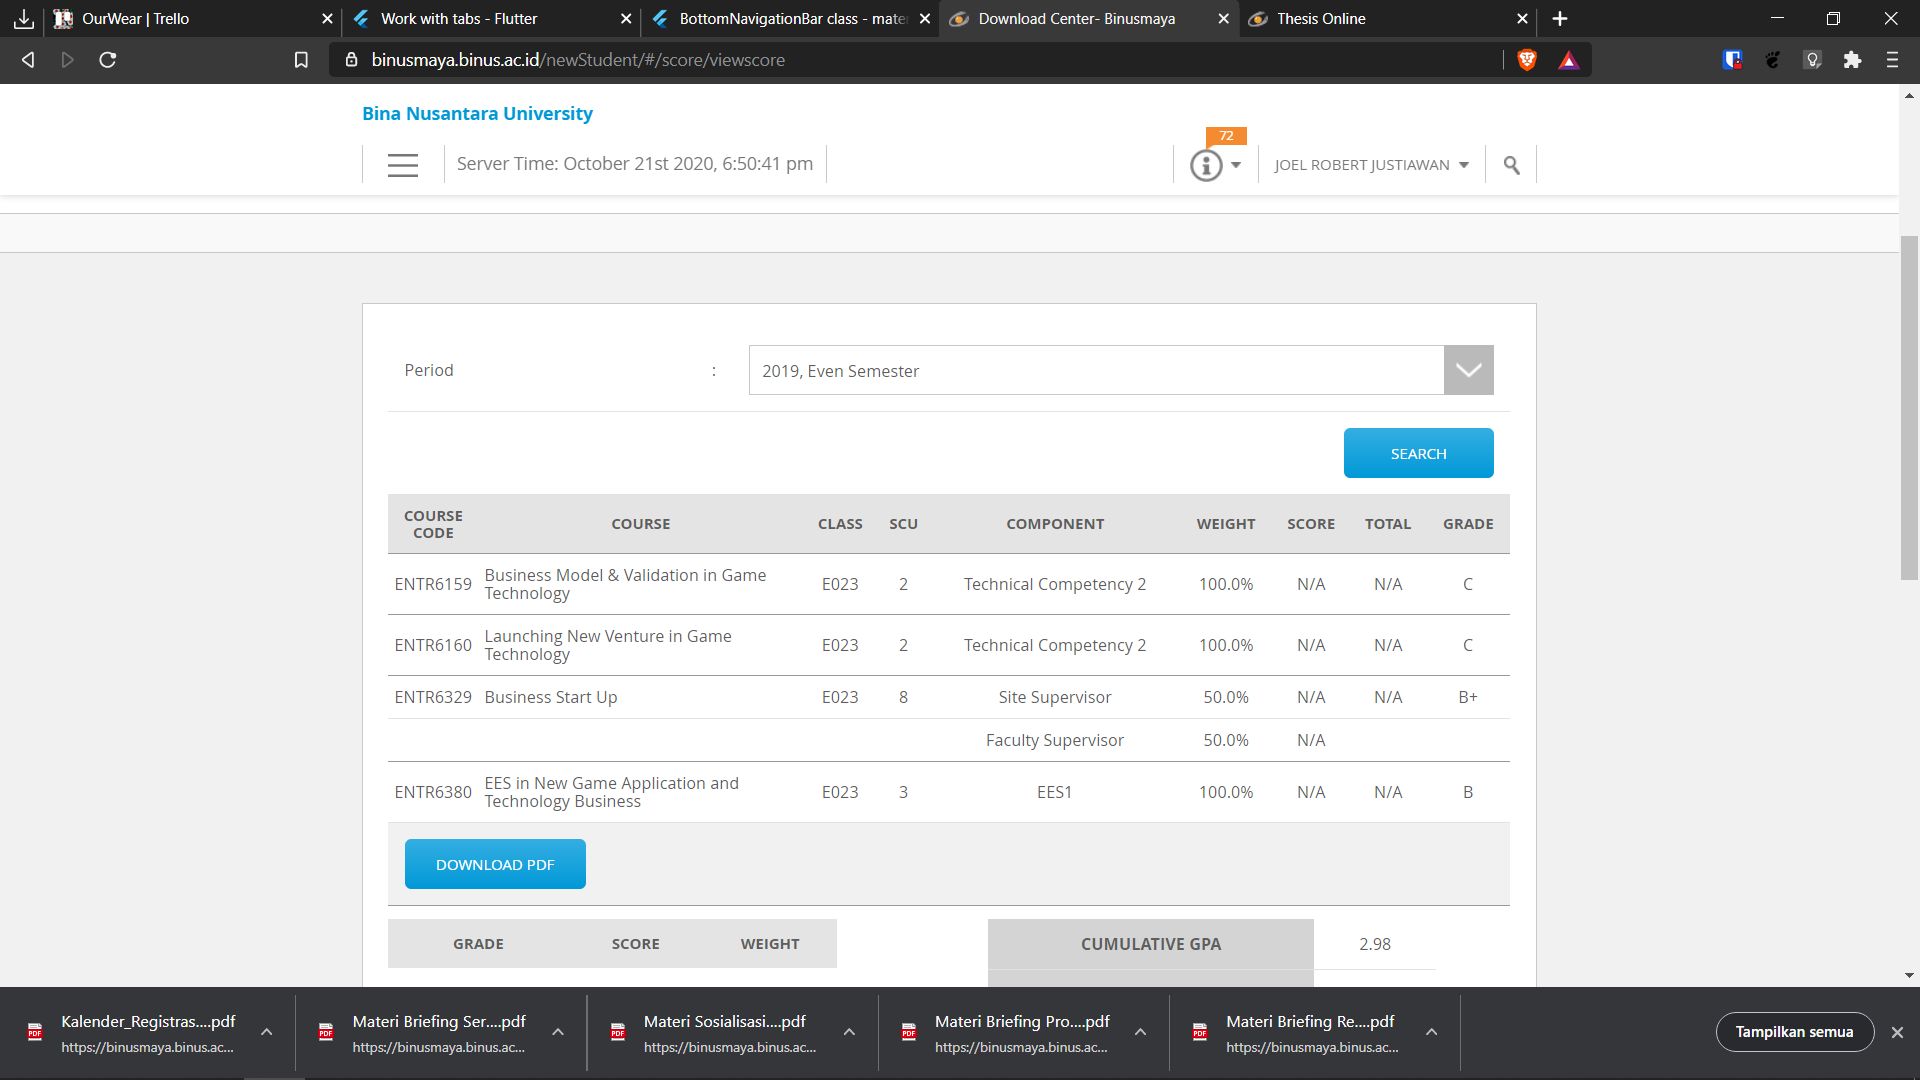 OurWear | Trello
Work with tabs - Flutter
BottomNavigationBar class - mate
Download Center- Binusmaya
Thesis Online
binusmaya.binus.ac.id/newStudent/#/score/viewscore
Bina Nusantara University
Server Time: October 21st 2020, 6:50:41 pm
72
JOEL ROBERT JUSTIAWAN
Period : 2019, Even Semester
SEARCH
COURSE CODE COURSE CLASS SCU COMPONENT WEIGHT SCORE TOTAL GRADE
ENTR6159 Business Model & Validation in Game Technology E023 2 Technical Competency 2 100.0% N/A N/A C
ENTR6160 Launching New Venture in Game Technology E023 2 Technical Competency 2 100.0% N/A N/A C
ENTR6329 Business Start Up E023 8 Site Supervisor 50.0% N/A N/A B+
Faculty Supervisor 50.0% N/A
ENTR6380 EES in New Game Application and Technology Business E023 3 EES1 100.0% N/A N/A B
DOWNLOAD PDF
GRADE SCORE WEIGHT
CUMULATIVE GPA 2.98
Kalender_Registras....pdf
https://binusmaya.binus.ac...
Materi Briefing Ser....pdf
https://binusmaya.binus.ac...
Materi Sosialisasi....pdf
https://binusmaya.binus.ac...
Materi Briefing Pro....pdf
https://binusmaya.binus.ac...
Materi Briefing Re....pdf
https://binusmaya.binus.ac...
Tampilkan semua